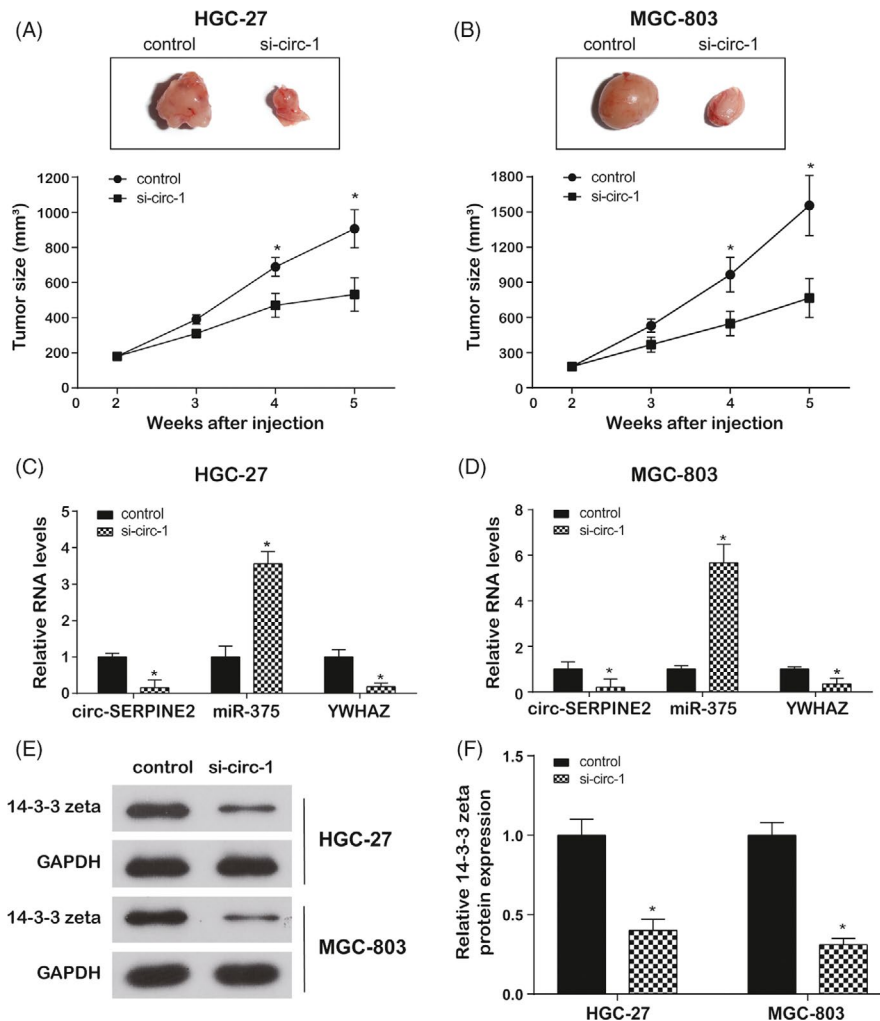 (A)
HGC-27
control si-circ-1
control
si-circ-1
Tumor size (mm³)
1200
1000
800
600
400
200
0
* *
0 2 3 4 5
Weeks after injection
(B)
MGC-803
control si-circ-1
control
si-circ-1
Tumor size (mm³)
1800
1500
1200
900
600
300
0
* *
0 2 3 4 5
Weeks after injection
(C)
HGC-27
control
si-circ-1
Relative RNA levels
5
4
3
2
1
0
* * *
circ-SERPINE2 miR-375 YWHAZ
(D)
MGC-803
control
si-circ-1
Relative RNA levels
8
6
4
2
0
* * *
circ-SERPINE2 miR-375 YWHAZ
(E)
control si-circ-1
14-3-3 zeta
GAPDH
HGC-27
14-3-3 zeta
GAPDH
MGC-803
(F)
control
si-circ-1
Relative 14-3-3 zeta
protein expression
1.5
1.0
0.5
0.0
* *
HGC-27 MGC-803